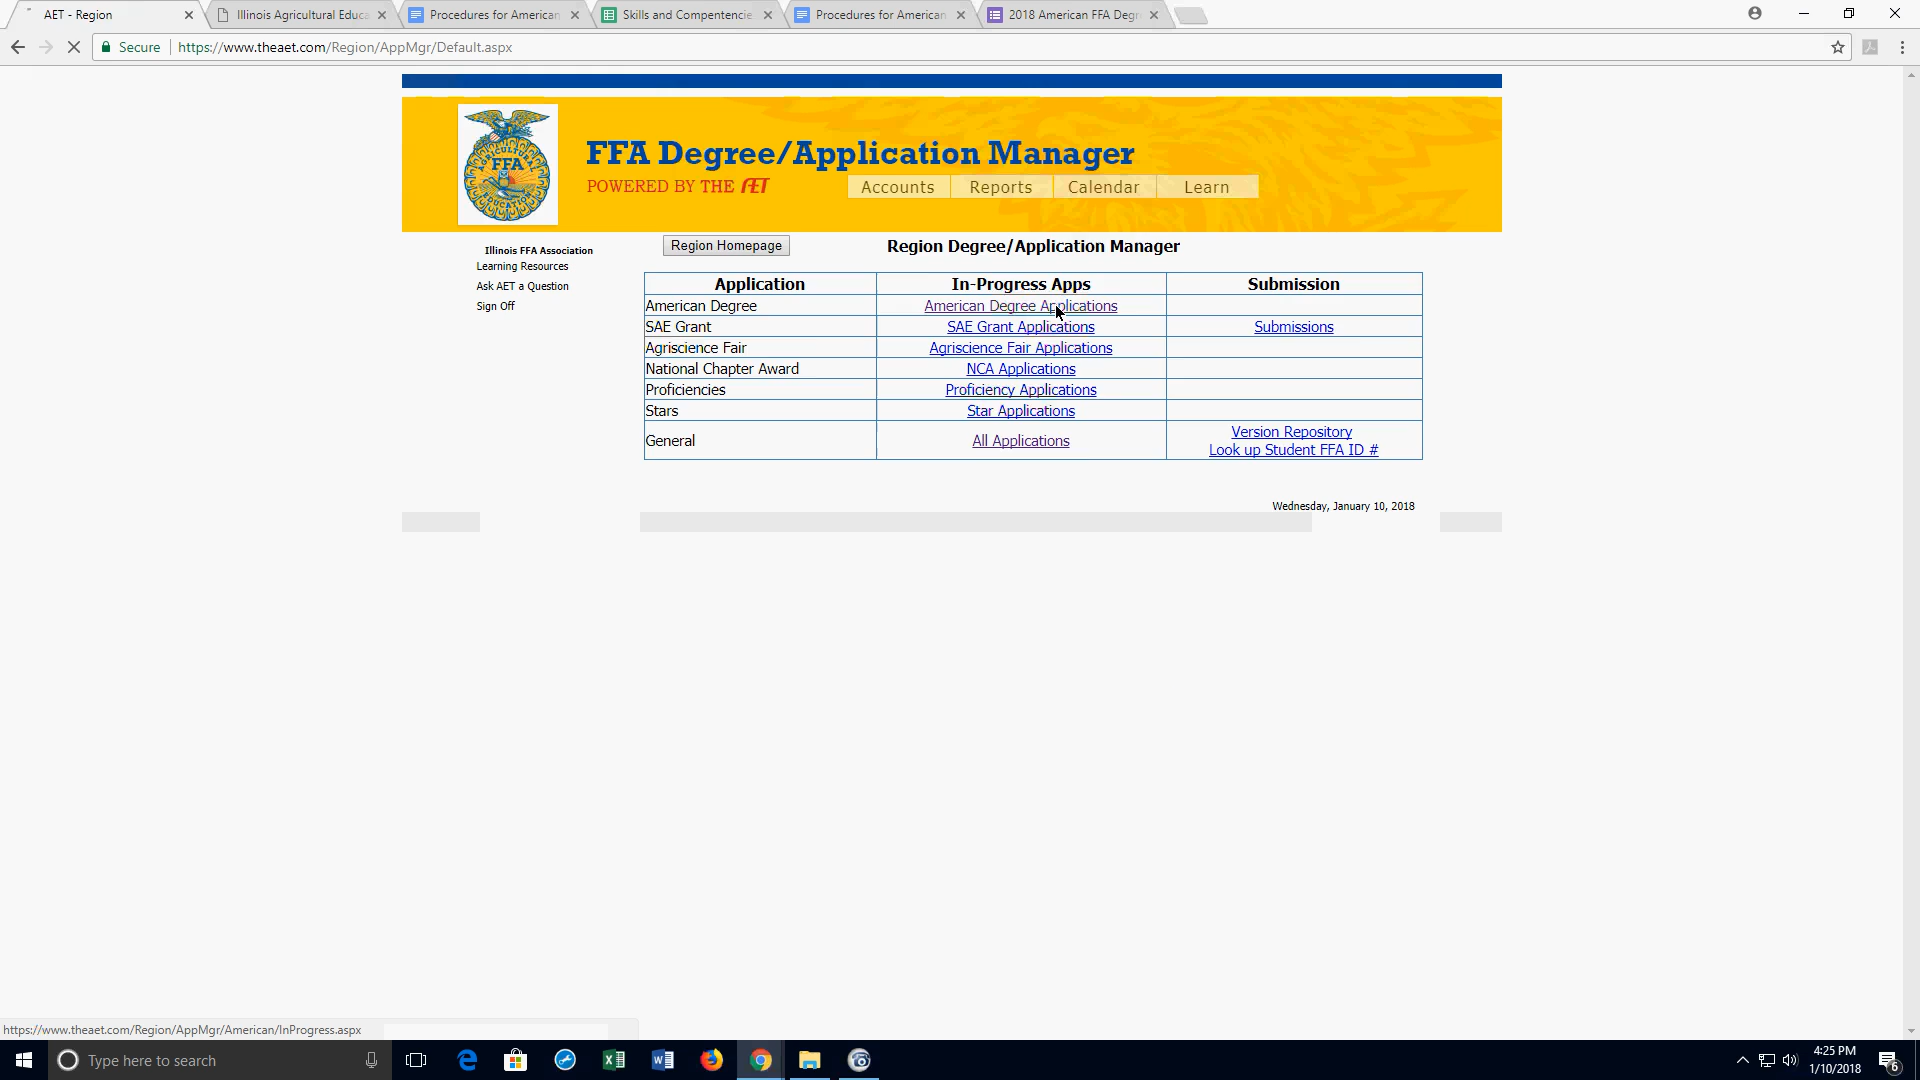 AET - Region
Illinois Agricultural Educa
Procedures for American
Skills and Compentencie
Procedures for American
2018 American FFA Degr
Secure
https://www.theaet.com/Region/AppMgr/Default.aspx
FFA
AGRICULTURAL
EDUCATION
FFA Degree/Application Manager
POWERED BY THE AET
Accounts Reports Calendar Learn
Illinois FFA Association
Learning Resources
Ask AET a Question
Sign Off
Region Homepage
Region Degree/Application Manager
Application In-Progress Apps Submission
American Degree American Degree Applications
SAE Grant SAE Grant Applications Submissions
Agriscience Fair Agriscience Fair Applications
National Chapter Award NCA Applications
Proficiencies Proficiency Applications
Stars Star Applications
General All Applications Version Repository
Look up Student FFA ID #
Wednesday, January 10, 2018
https://www.theaet.com/Region/AppMgr/American/InProgress.aspx
Type here to search
4:25 PM
1/10/2018
6